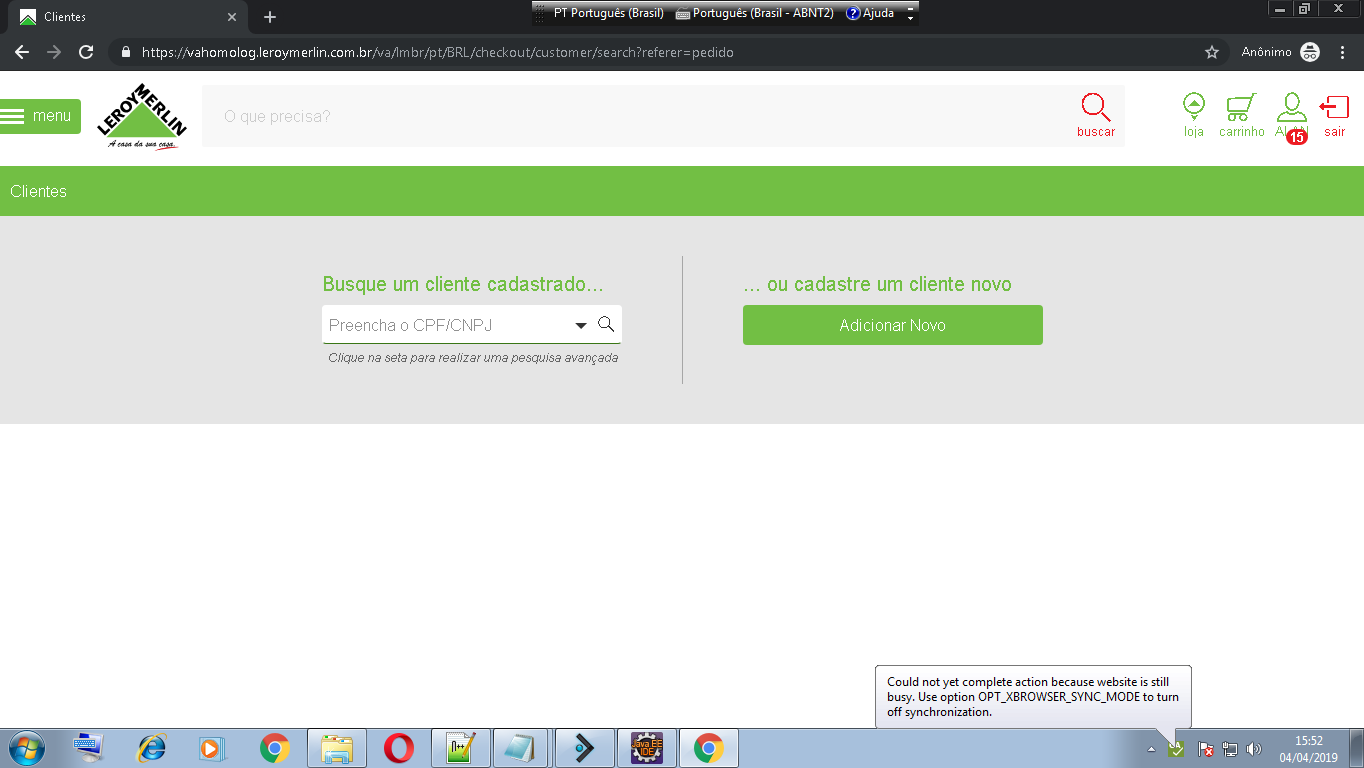 Clientes
PT Português (Brasil) Português (Brasil - ABNT2) Ajuda
https://vahomolog.leroymerlin.com.br/va/lmbr/pt/BRL/checkout/customer/search?referer=pedido
Anônimo
menu
LEROY MERLIN
A casa da sua casa.
O que precisa?
buscar
loja
carrinho
15
sair
Clientes
Busque um cliente cadastrado...
Preencha o CPF/CNPJ
Clique na seta para realizar uma pesquisa avançada
... ou cadastre um cliente novo
Adicionar Novo
Could not yet complete action because website is still
busy. Use option OPT_XBROWSER_SYNC_MODE to turn
off synchronization.
Java EE
IDE
15:52
04/04/2019